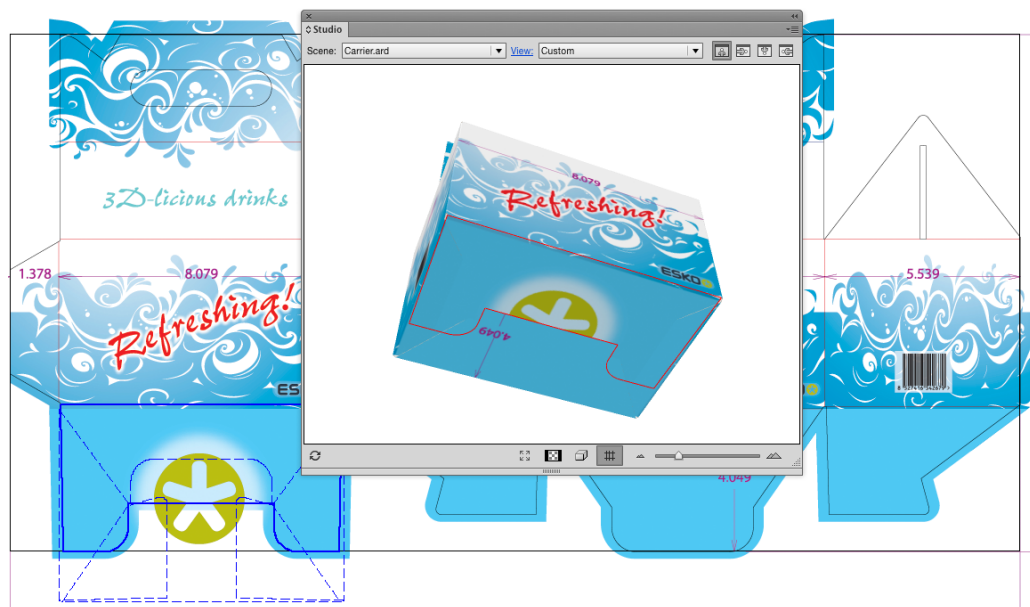 Studio
Scene: Carrier.ard View: Custom
8.079
Refreshing!
ESKO
4.049
3D-licious drinks
1.378 8.079 5.539
Refreshing!
ES
4.049